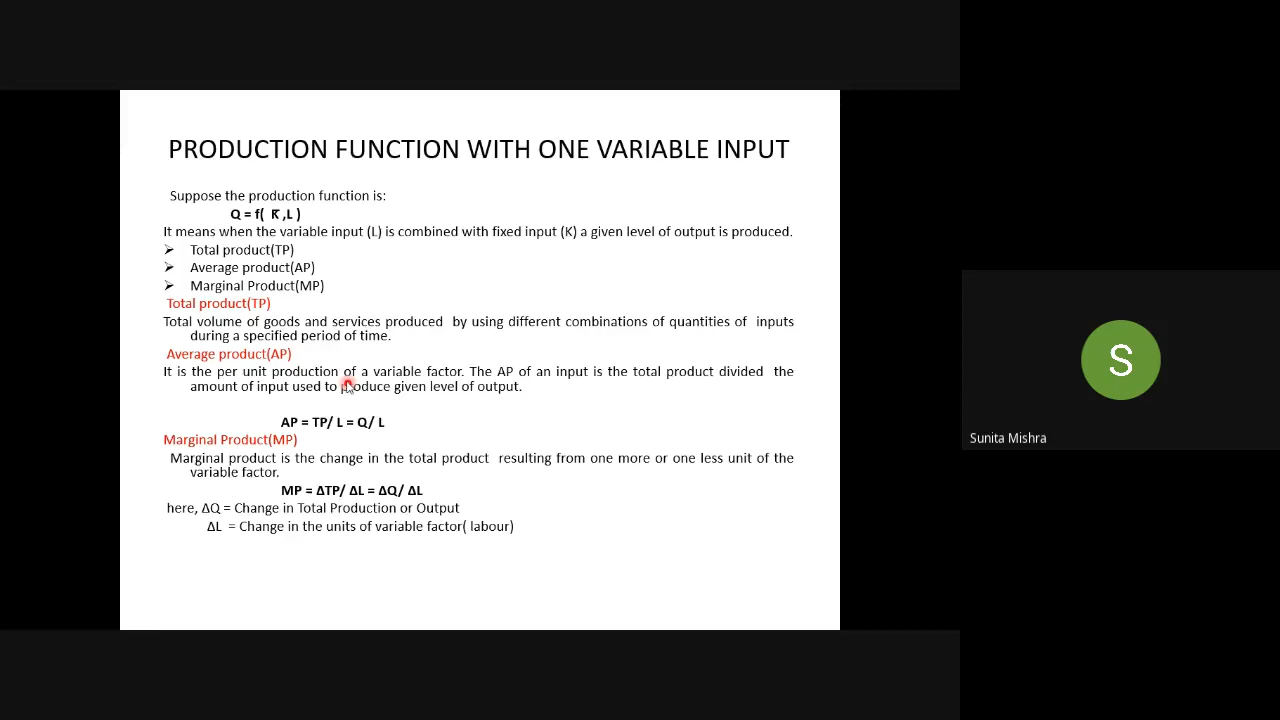 PRODUCTION FUNCTION WITH ONE VARIABLE INPUT
Suppose the production function is:
Q = f( K̅ ,L )
It means when the variable input (L) is combined with fixed input (K) a given level of output is produced.
➢ Total product(TP)
➢ Average product(AP)
➢ Marginal Product(MP)
Total product(TP)
Total volume of goods and services produced by using different combinations of quantities of inputs
during a specified period of time.
Average product(AP)
It is the per unit production of a variable factor. The AP of an input is the total product divided the
amount of input used to produce given level of output.
AP = TP/ L = Q/ L
Marginal Product(MP)
Marginal product is the change in the total product resulting from one more or one less unit of the
variable factor.
MP = ΔTP/ ΔL = ΔQ/ ΔL
here, ΔQ = Change in Total Production or Output
ΔL = Change in the units of variable factor( labour)
S
Sunita Mishra